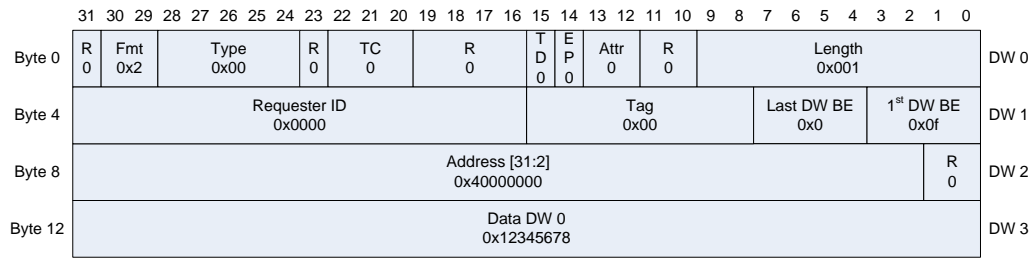 31 30 29 28 27 26 25 24 23 22 21 20 19 18 17 16 15 14 13 12 11 10 9 8 7 6 5 4 3 2 1 0
Byte 0 R 0 Fmt 0x2 Type 0x00 R 0 TC 0 R 0 T D 0 E P 0 Attr 0 R 0 Length 0x001 DW 0
Byte 4 Requester ID 0x0000 Tag 0x00 Last DW BE 0x0 1st DW BE 0x0f DW 1
Byte 8 Address [31:2] 0x40000000 R 0 DW 2
Byte 12 Data DW 0 0x12345678 DW 3